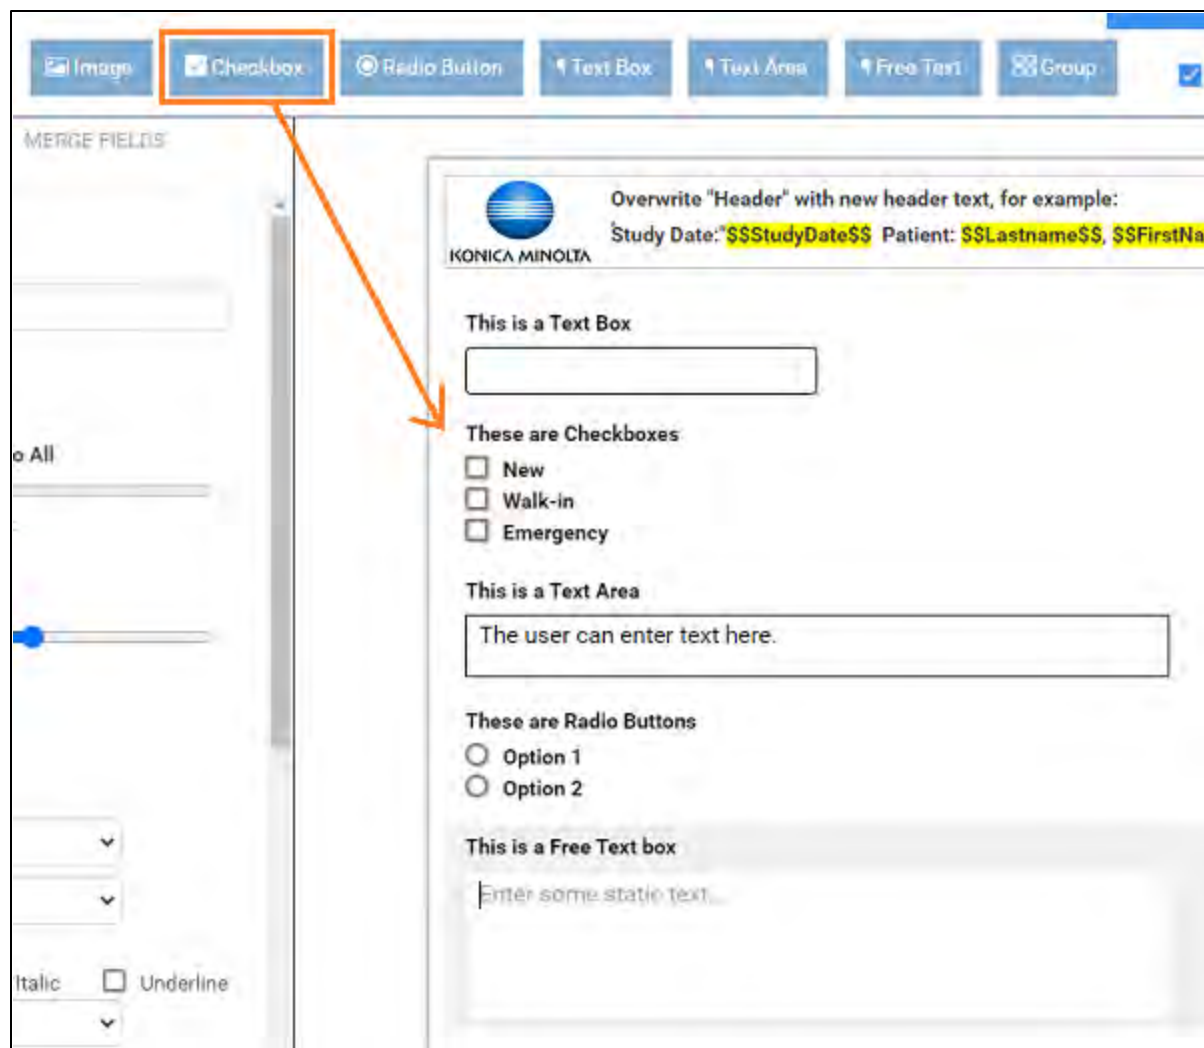 Image Checkbox Radio Button Text Box Text Area Free Text Group
MERGE FIELDS
KONICA MINOLTA
Overwrite "Header" with new header text, for example:
Study Date:"$$StudyDate$$ Patient: $$Lastname$$, $$FirstNa
This is a Text Box
These are Checkboxes
o All
New
Walk-in
Emergency
This is a Text Area
The user can enter text here.
These are Radio Buttons
Option 1
Option 2
This is a Free Text box
Enter some static text...
Italic Underline